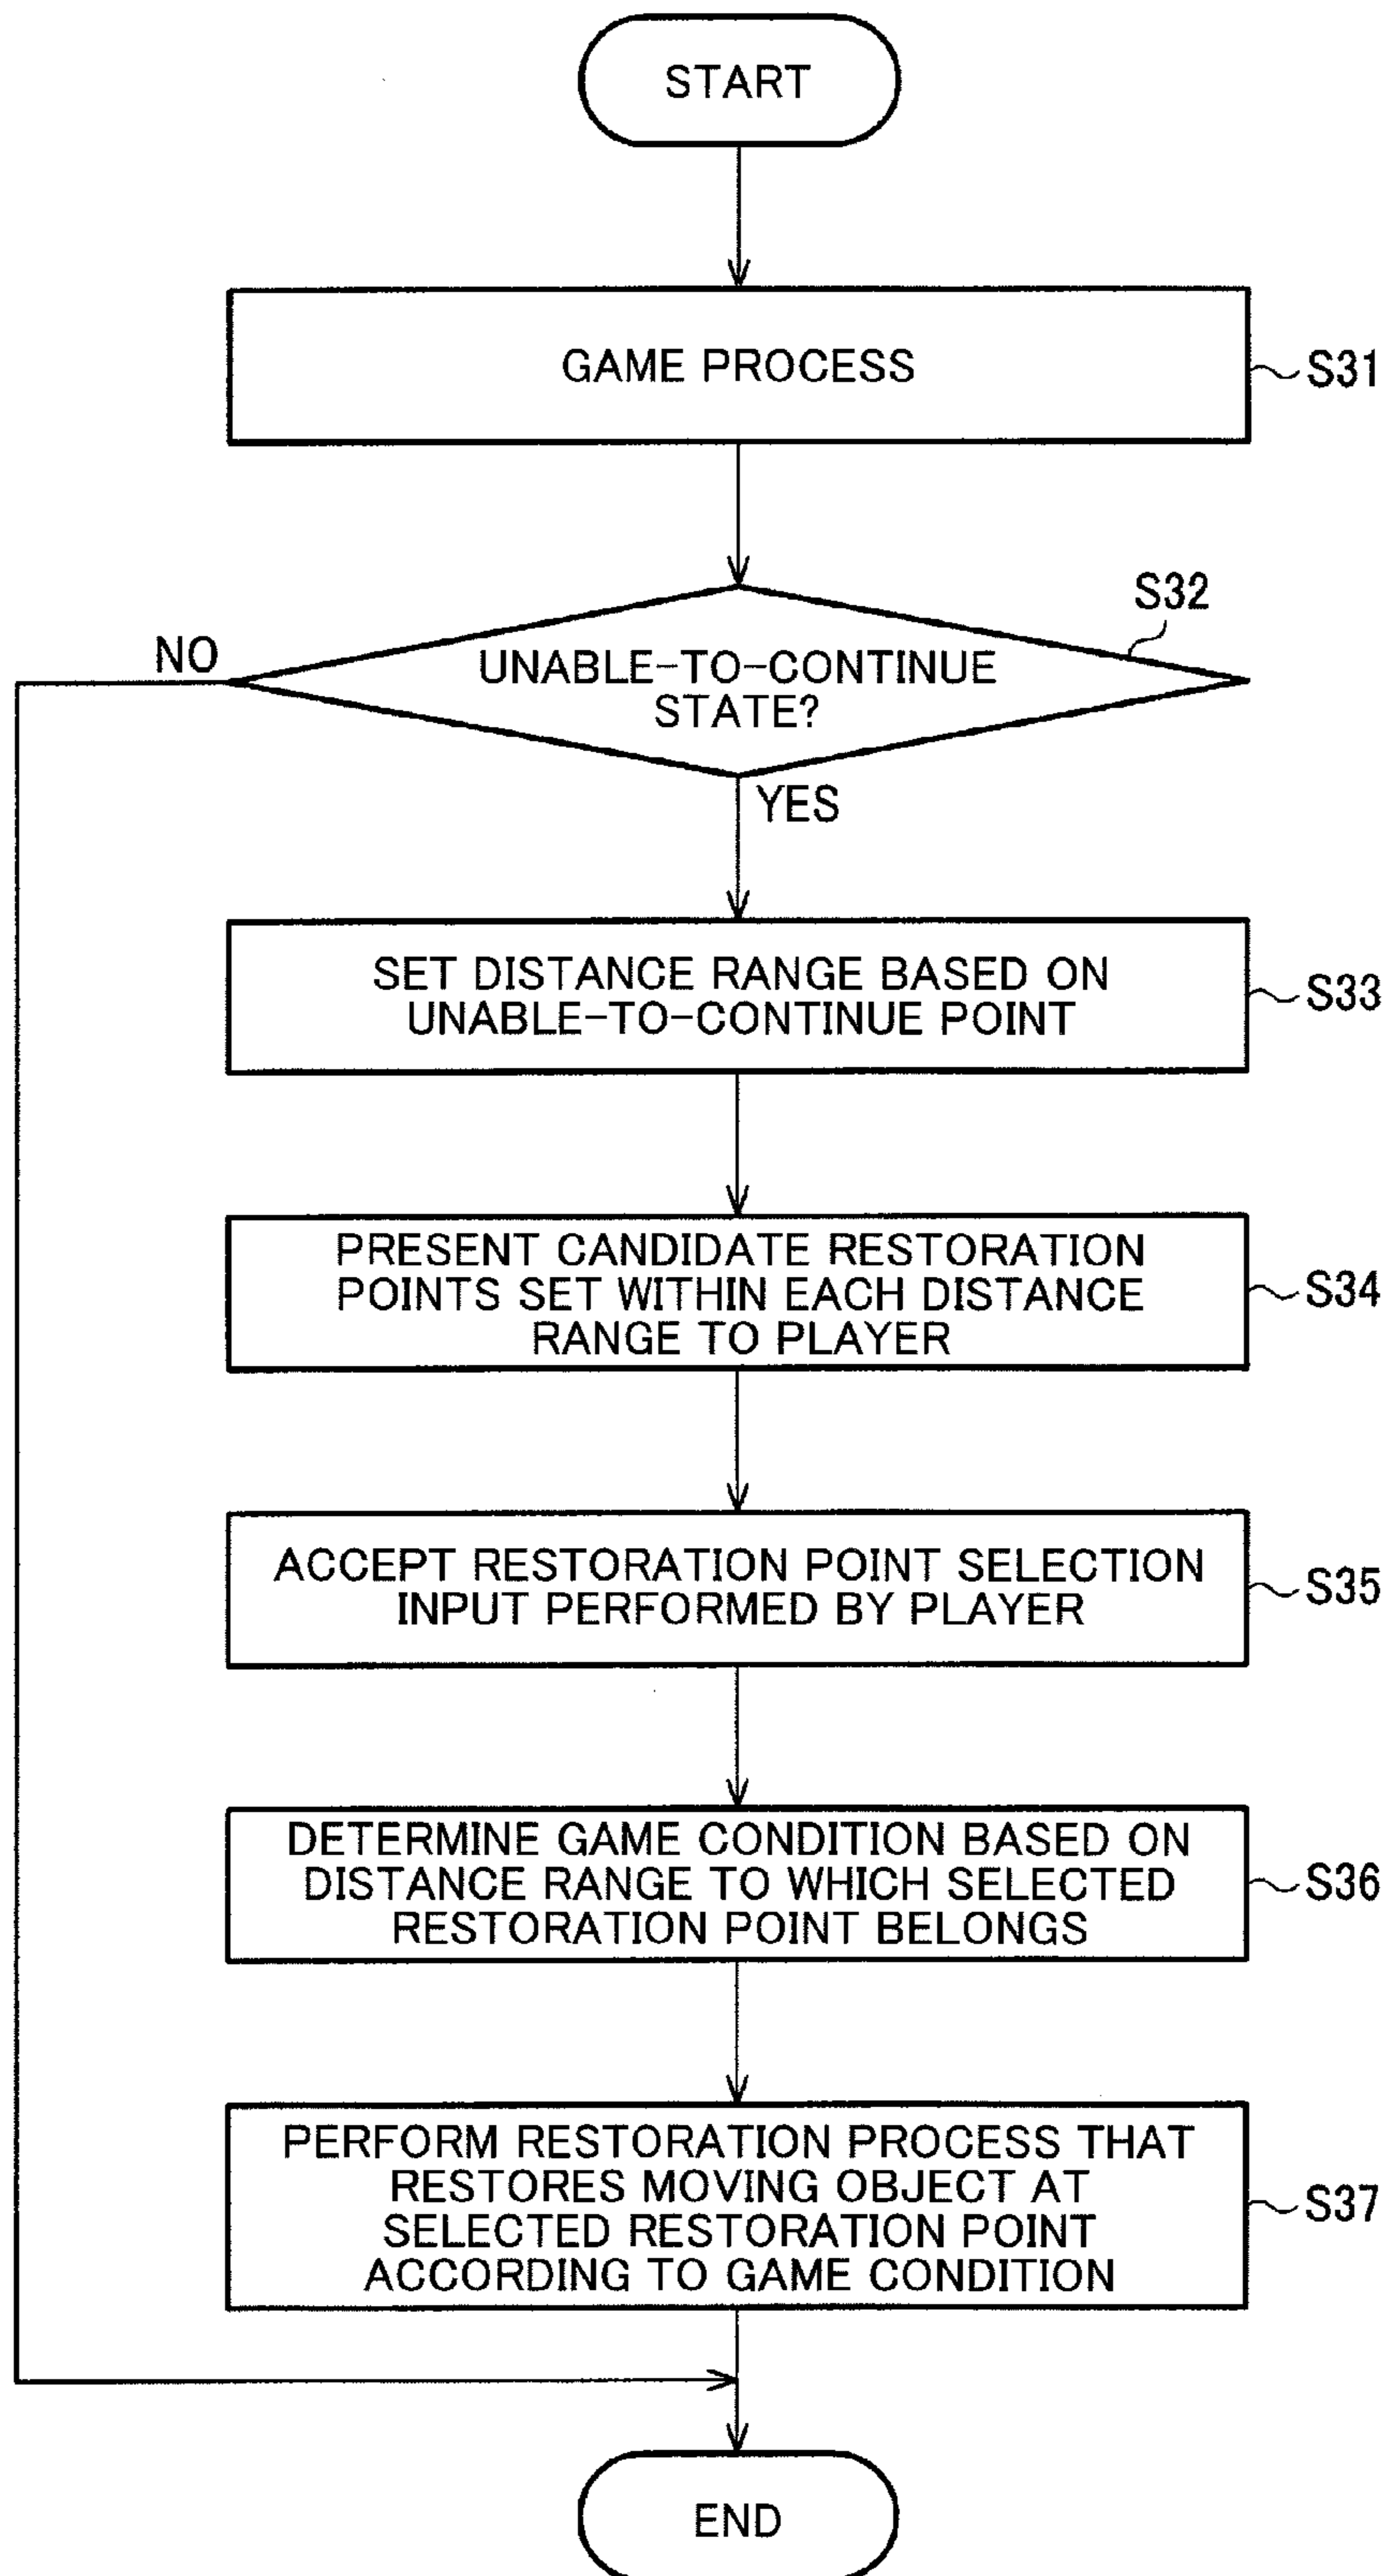 START
GAME PROCESS
S31
S32
NO
UNABLE-TO-CONTINUE
STATE?
YES
SET DISTANCE RANGE BASED ON
UNABLE-TO-CONTINUE POINT
S33
PRESENT CANDIDATE RESTORATION
POINTS SET WITHIN EACH DISTANCE
RANGE TO PLAYER
S34
ACCEPT RESTORATION POINT SELECTION
INPUT PERFORMED BY PLAYER
S35
DETERMINE GAME CONDITION BASED ON
DISTANCE RANGE TO WHICH SELECTED
RESTORATION POINT BELONGS
S36
PERFORM RESTORATION PROCESS THAT
RESTORES MOVING OBJECT AT
SELECTED RESTORATION POINT
ACCORDING TO GAME CONDITION
S37
END